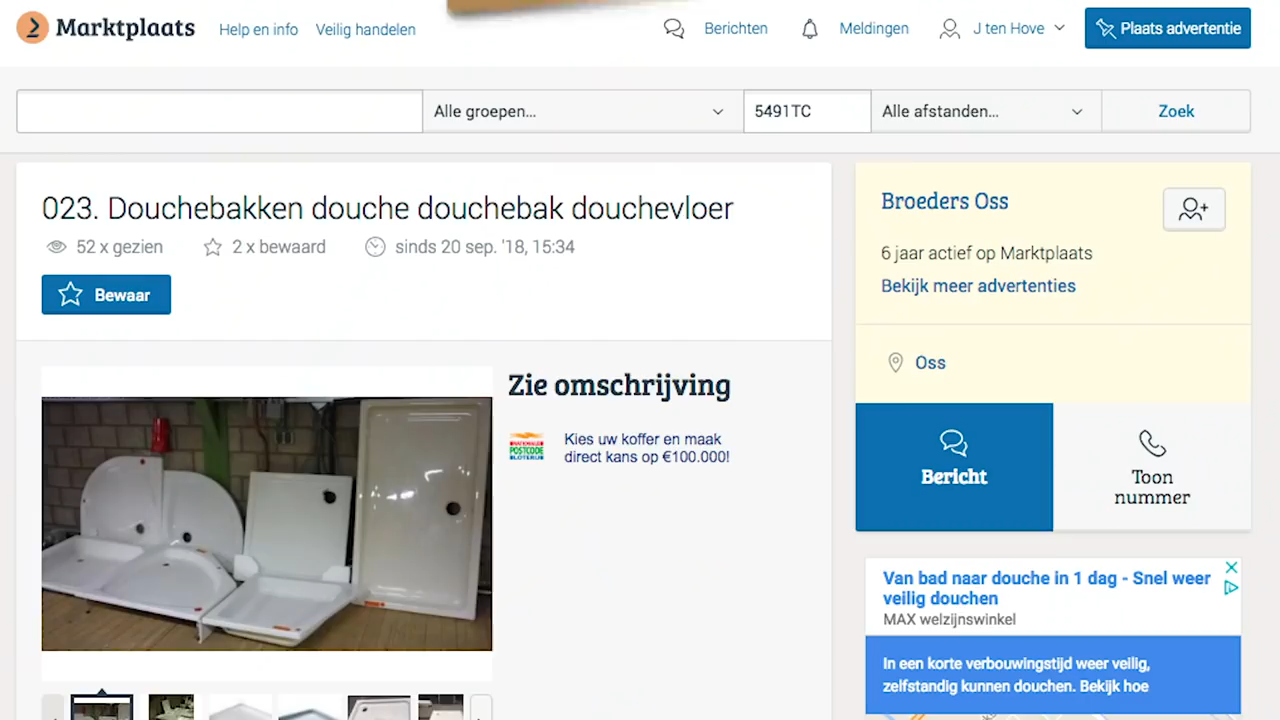 Marktplaats
Help en info
Veilig handelen
Berichten
Meldingen
J ten Hove
Plaats advertentie
Alle groepen...
5491TC
Alle afstanden...
Zoek
023. Douchebakken douche douchebak douchevloer
52 x gezien
2 x bewaard
sinds 20 sep. '18, 15:34
Bewaar
Zie omschrijving
NATIONALE
POSTCODE
LOTERIJ
Kies uw koffer en maak
direct kans op €100.000!
Broeders Oss
6 jaar actief op Marktplaats
Bekijk meer advertenties
Oss
Bericht
Toon
nummer
Van bad naar douche in 1 dag - Snel weer
veilig douchen
MAX welzijnswinkel
In een korte verbouwingstijd weer veilig,
zelfstandig kunnen douchen. Bekijk hoe